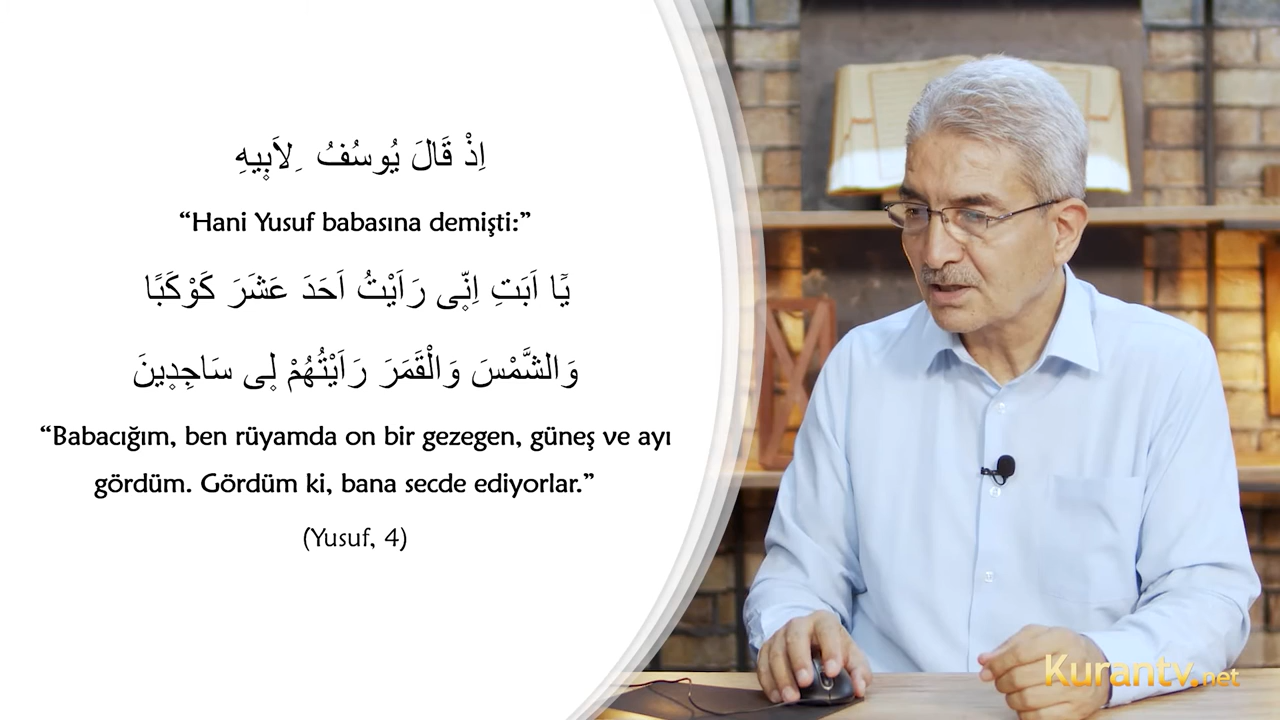 اِذْ قَالَ يُوسُفُ ِلاَبٖيهِ
“Hani Yusuf babasına demişti:”
يَٓا اَبَتِ اِنّٖى رَاَيْتُ اَحَدَ عَشَرَ كَوْكَبًا
وَالشَّمْسَ وَالْقَمَرَ رَاَيْتُهُمْ لٖى سَاجِدٖينَ
“Babacığım, ben rüyamda on bir gezegen, güneş ve ayı
gördüm. Gördüm ki, bana secde ediyorlar.”
(Yusuf, 4)
Kurantv.net